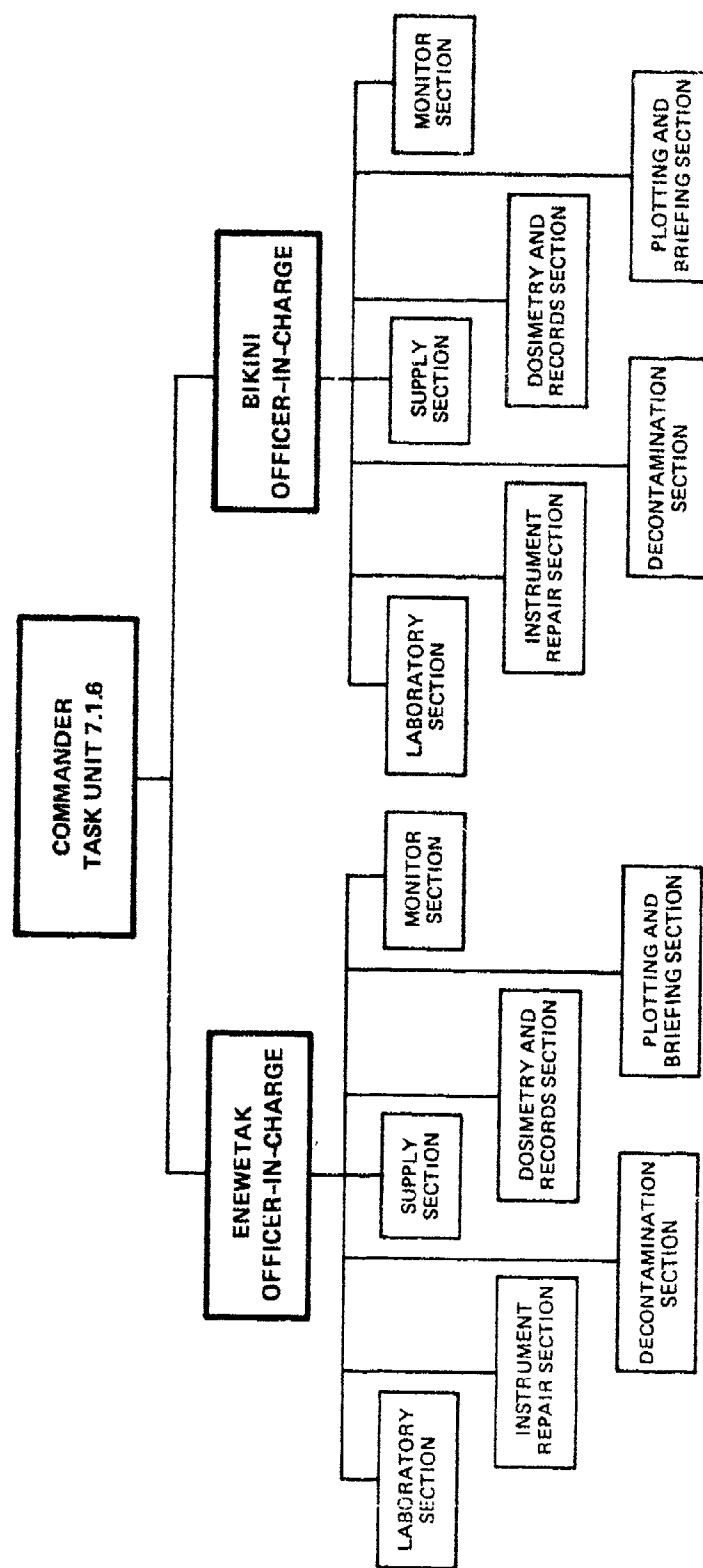 COMMANDER
TASK UNIT 7.1.6
ENEWETAK
OFFICER-IN-CHARGE
BIKINI
OFFICER-IN-CHARGE
LABORATORY
SECTION
INSTRUMENT
REPAIR SECTION
DECONTAMINATION
SECTION
SUPPLY
SECTION
DOSIMETRY AND
RECORDS SECTION
PLOTTING AND
BRIEFING SECTION
MONITOR
SECTION
LABORATORY
SECTION
INSTRUMENT
REPAIR SECTION
DECONTAMINATION
SECTION
SUPPLY
SECTION
DOSIMETRY AND
RECORDS SECTION
PLOTTING AND
BRIEFING SECTION
MONITOR
SECTION